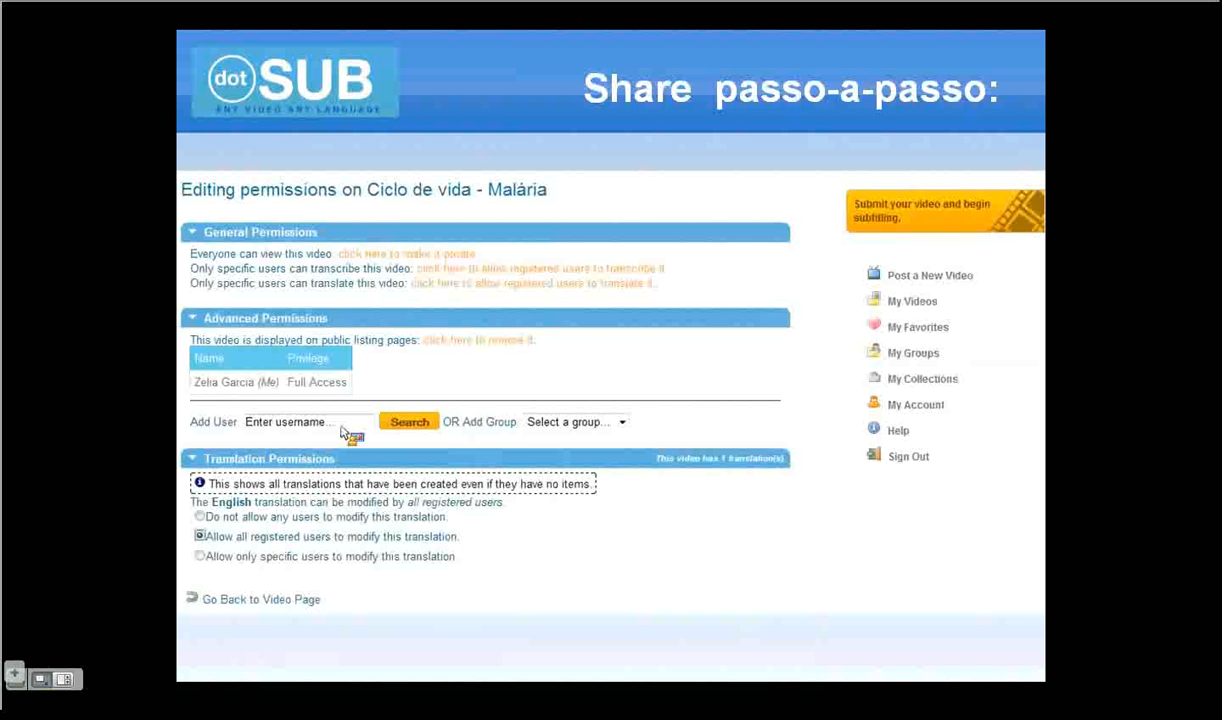 dot SUB
ANY VIDEO ANY LANGUAGE
Share passo-a-passo:
Editing permissions on Ciclo de vida - Malária
Submit your video and begin
subtitling.
General Permissions
Everyone can view this video click here to make it private
Only specific users can transcribe this video: click here to allow registered users to transcribe it.
Only specific users can translate this video: click here to allow registered users to translate it.
Advanced Permissions
This video is displayed on public listing pages: click here to remove it.
Name Privilege
Zelia Garcia (Me) Full Access
Add User Enter username... Search OR Add Group Select a group...
Translation Permissions This video has 1 translation(s)
This shows all translations that have been created even if they have no items.
The English translation can be modified by all registered users.
Do not allow any users to modify this translation.
Allow all registered users to modify this translation.
Allow only specific users to modify this translation
Go Back to Video Page
Post a New Video
My Videos
My Favorites
My Groups
My Collections
My Account
Help
Sign Out